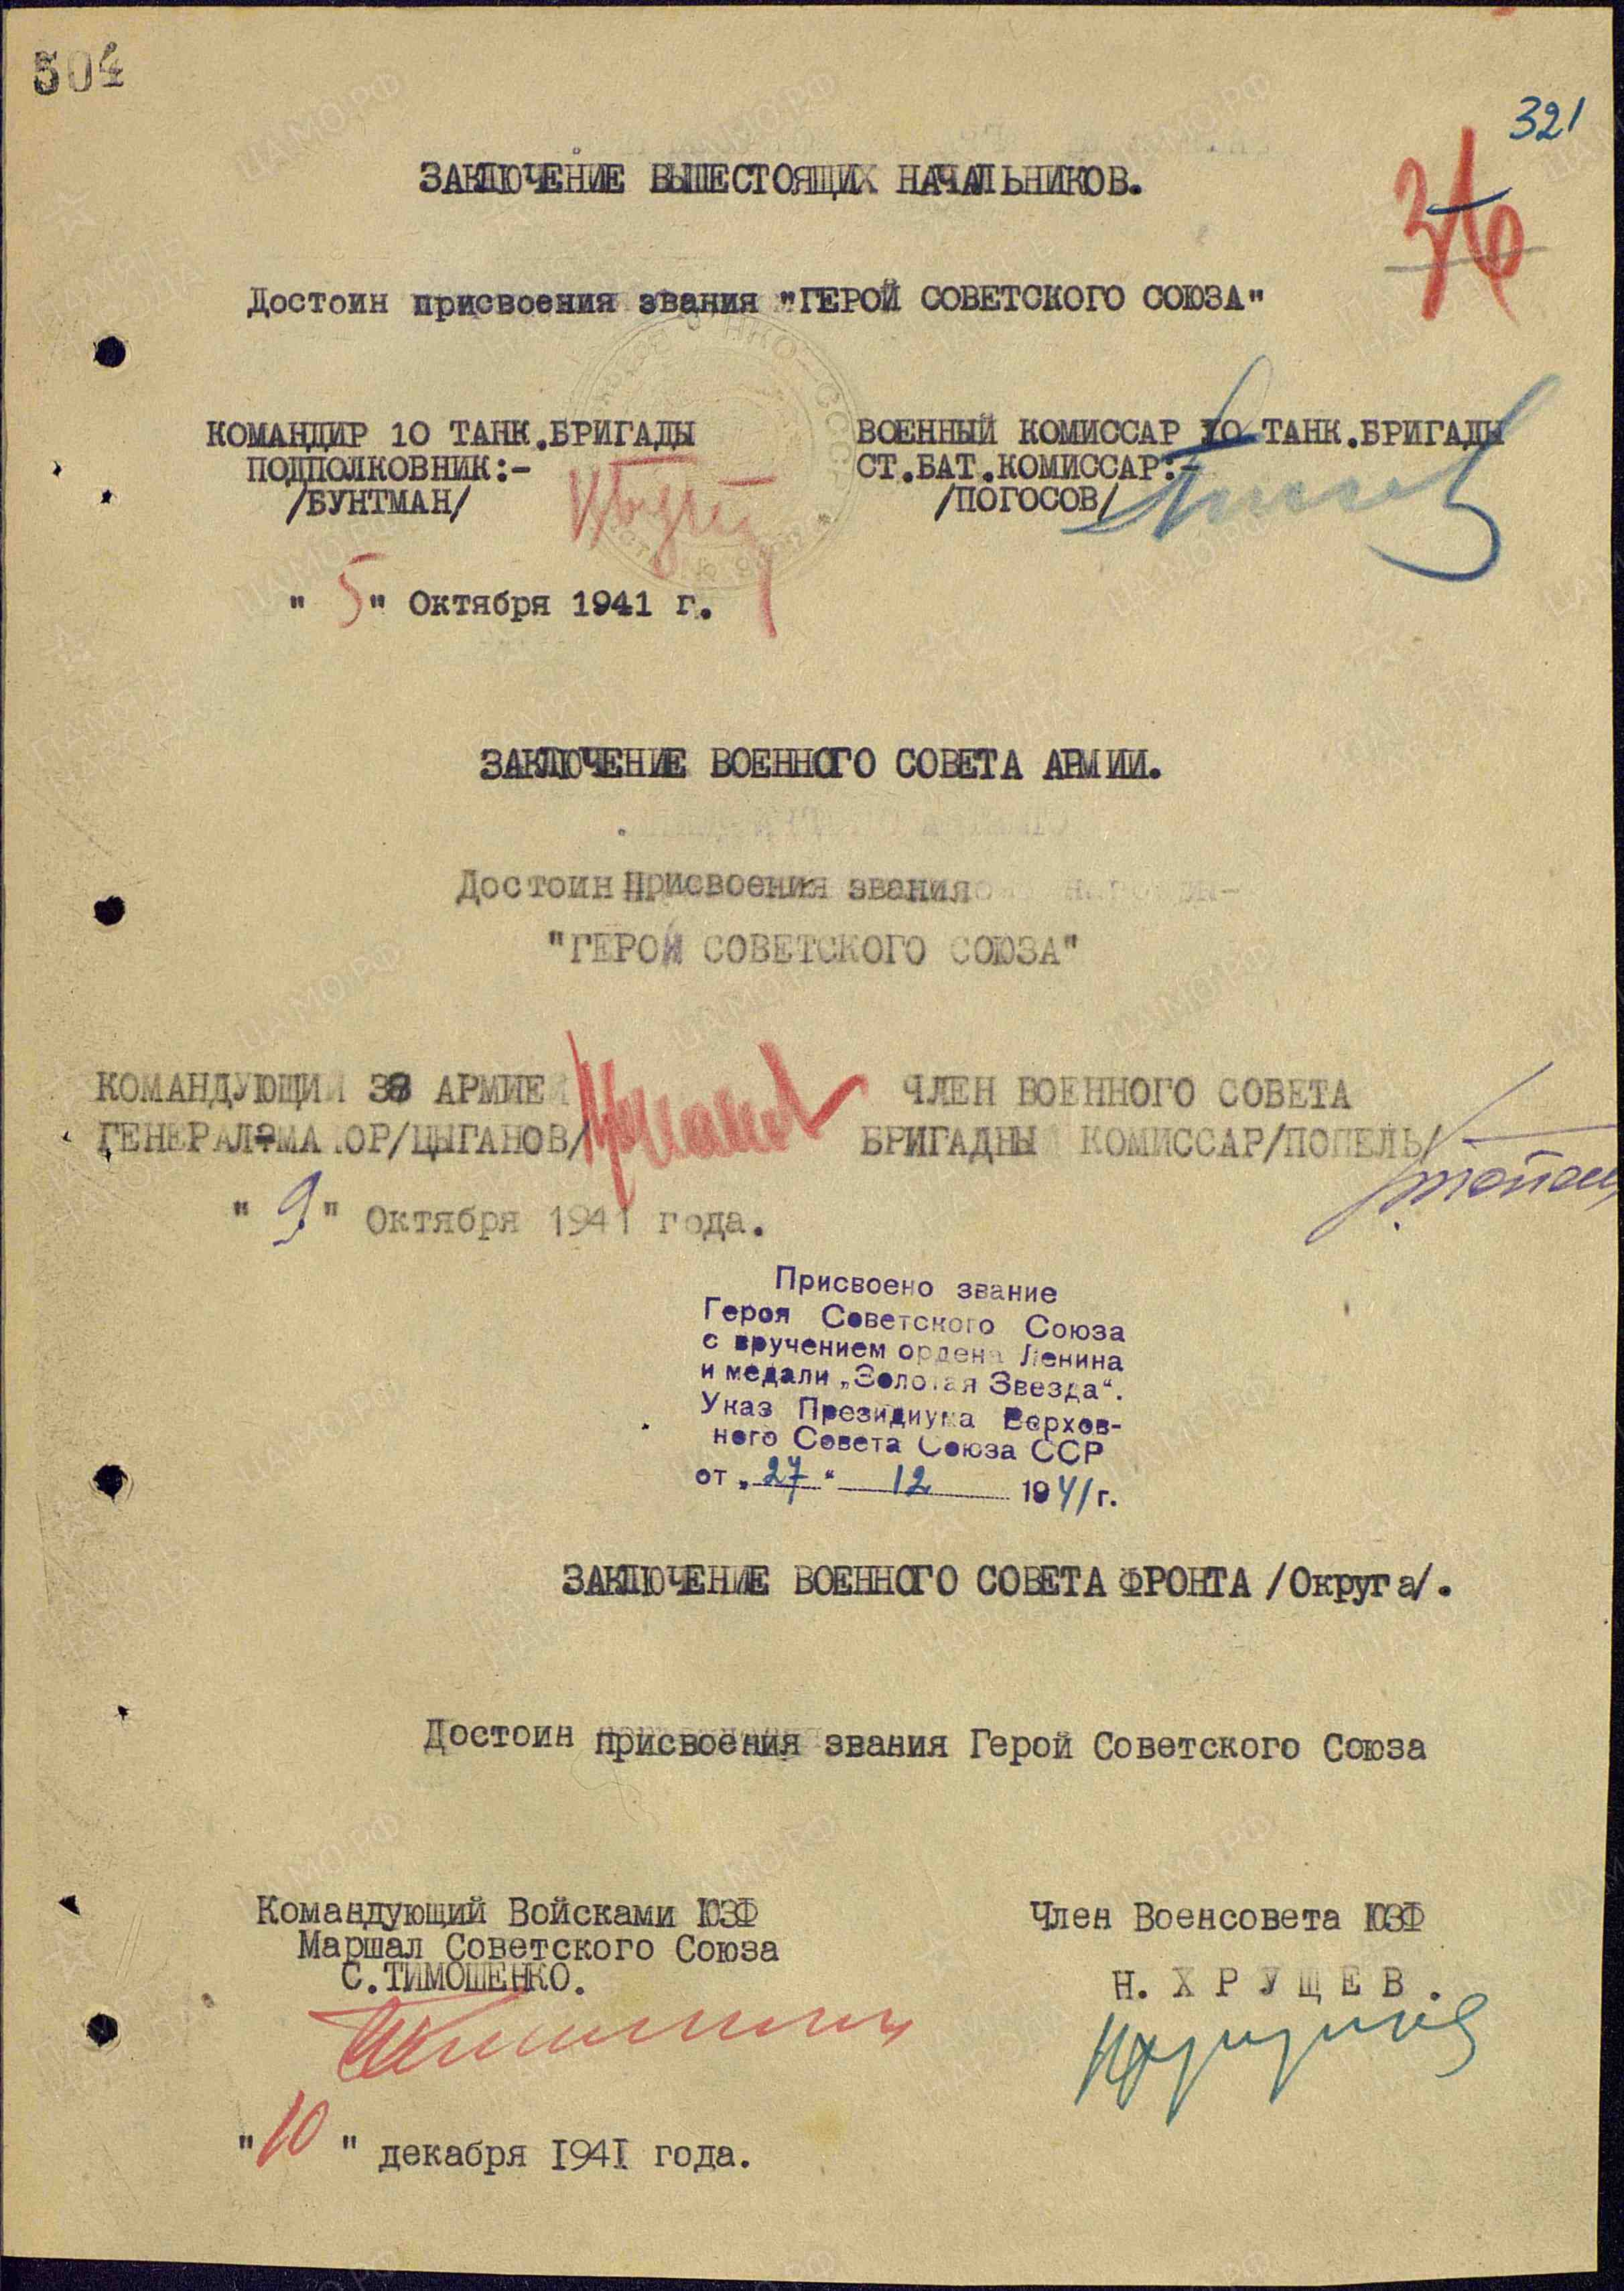 504
321
ЗАКЛЮЧЕНИЕ ВЫШЕСТОЯЩИХ НАЧАЛЬНИКОВ.
Достоин присвоения звания "ГЕРОЙ СОВЕТСКОГО СОЮЗА"
КОМАНДИР 10 ТАНК.БРИГАДЫ
ПОДПОЛКОВНИК:-
/БУНТМАН/
ВОЕННЫЙ КОМИССАР 10 ТАНК.БРИГАДЫ
СТ.БАТ.КОМИССАР:-
/ПОГОСОВ/
" 5 " Октября 1941 г.
ЗАКЛЮЧЕНИЕ ВОЕННОГО СОВЕТА АРМИИ.
Достоин присвоения звания
"ГЕРОЙ СОВЕТСКОГО СОЮЗА"
КОМАНДУЮЩИЙ 38 АРМИЕЙ
ГЕНЕРАЛ-МАЙОР/ЦЫГАНОВ/
ЧЛЕН ВОЕННОГО СОВЕТА
БРИГАДНЫЙ КОМИССАР/ПОПЕЛЬ/
" 9 " Октября 1941 года.
Присвоено звание
Героя Советского Союза
с вручением ордена Ленина
и медали „Золотая Звезда".
Указ Президиума Верхов-
ного Совета Союза ССР
от „ 27 " 12 1941 г.
ЗАКЛЮЧЕНИЕ ВОЕННОГО СОВЕТА ФРОНТА /Округа/.
Достоин присвоения звания Герой Советского Союза
Командующий Войсками ЮЗФ
Маршал Советского Союза
С.ТИМОШЕНКО.
Член Военсовета ЮЗФ
Н. ХРУЩЕВ.
" 10 " декабря 1941 года.